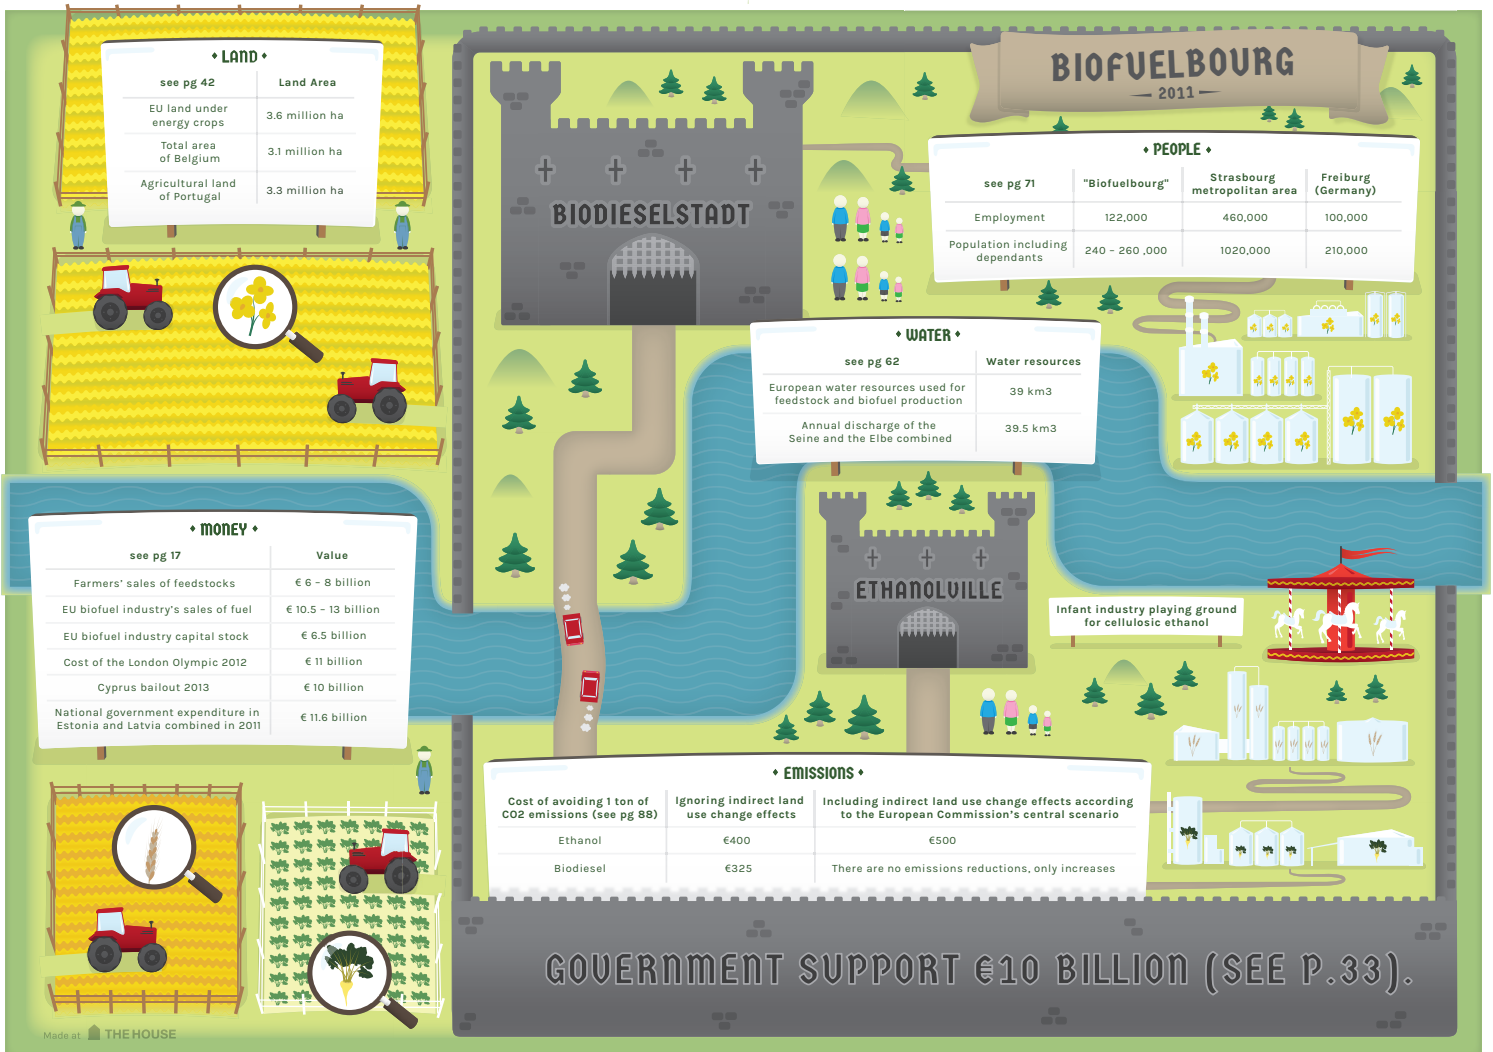 LAND
see pg 42 Land Area
EU land under
energy crops 3.6 million ha
Total area
of Belgium 3.1 million ha
Agricultural land
of Portugal 3.3 million ha
BIOFUELBOURG
2011
BIODIESELSTADT
PEOPLE
see pg 71 "Biofuelbourg" Strasbourg
metropolitan area Freiburg
(Germany)
Employment 122,000 460,000 100,000
Population including
dependants 240 – 260 ,000 1020,000 210,000
WATER
see pg 62 Water resources
European water resources used for
feedstock and biofuel production 39 km3
Annual discharge of the
Seine and the Elbe combined 39.5 km3
MONEY
see pg 17 Value
Farmers' sales of feedstocks € 6 – 8 billion
EU biofuel industry's sales of fuel € 10.5 – 13 billion
EU biofuel industry capital stock € 6.5 billion
Cost of the London Olympic 2012 € 11 billion
Cyprus bailout 2013 € 10 billion
National government expenditure in
Estonia and Latvia combined in 2011 € 11.6 billion
ETHANOLVILLE
Infant industry playing ground
for cellulosic ethanol
EMISSIONS
Cost of avoiding 1 ton of
CO2 emissions (see pg 88) Ignoring indirect land
use change effects Including indirect land use change effects according
to the European Commission's central scenario
Ethanol €400 €500
Biodiesel €325 There are no emissions reductions, only increases
GOVERNMENT SUPPORT €10 BILLION (SEE P.33).
Made at THE HOUSE